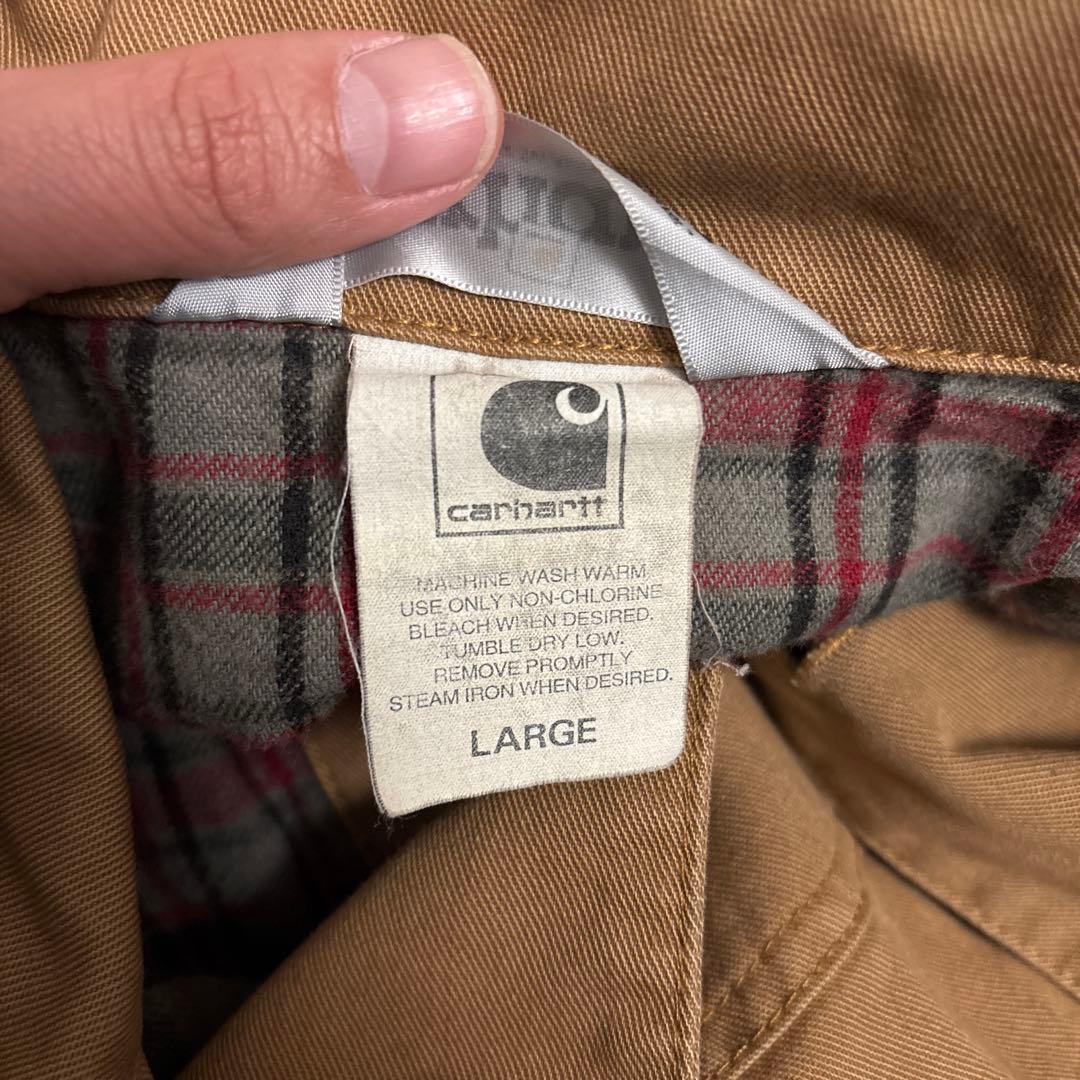 carhartt
MACHINE WASH WARM
USE ONLY NON-CHLORINE
BLEACH WHEN DESIRED.
TUMBLE DRY LOW.
REMOVE PROMPTLY
STEAM IRON WHEN DESIRED.
LARGE